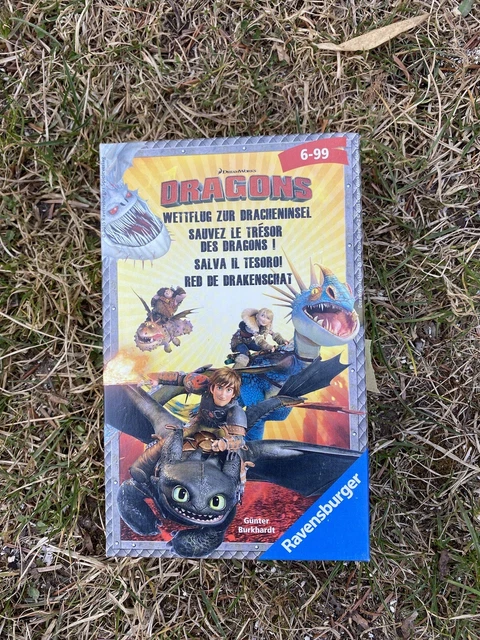 6-99
DREAMWORKS
DRAGONS
WETTFLUG ZUR DRACHENINSEL
SAUVEZ LE TRÉSOR
DES DRAGONS !
SALVA IL TESORO!
RED DE DRAKENSCHAT
Günter
Burkhardt
Ravensburger